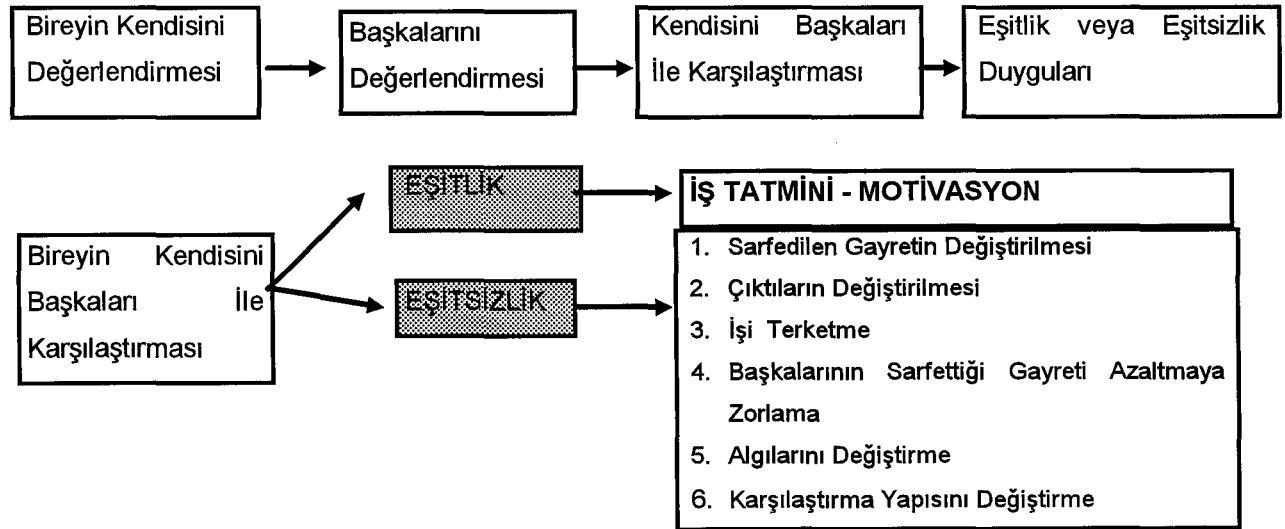 Bireyin Kendisini
Değerlendirmesi
Başkalarını
Değerlendirmesi
Kendisini Başkaları
İle Karşılaştırması
Eşitlik veya Eşitsizlik
Duyguları
Bireyin Kendisini
Başkaları İle
Karşılaştırması
EŞİTLİK
EŞİTSİZLİK
İŞ TATMİNİ - MOTİVASYON
1. Sarfedilen Gayretin Değiştirilmesi
2. Çıktıların Değiştirilmesi
3. İşi Terketme
4. Başkalarının Sarfettiği Gayreti Azaltmaya
Zorlama
5. Algılarını Değiştirme
6. Karşılaştırma Yapısını Değiştirme